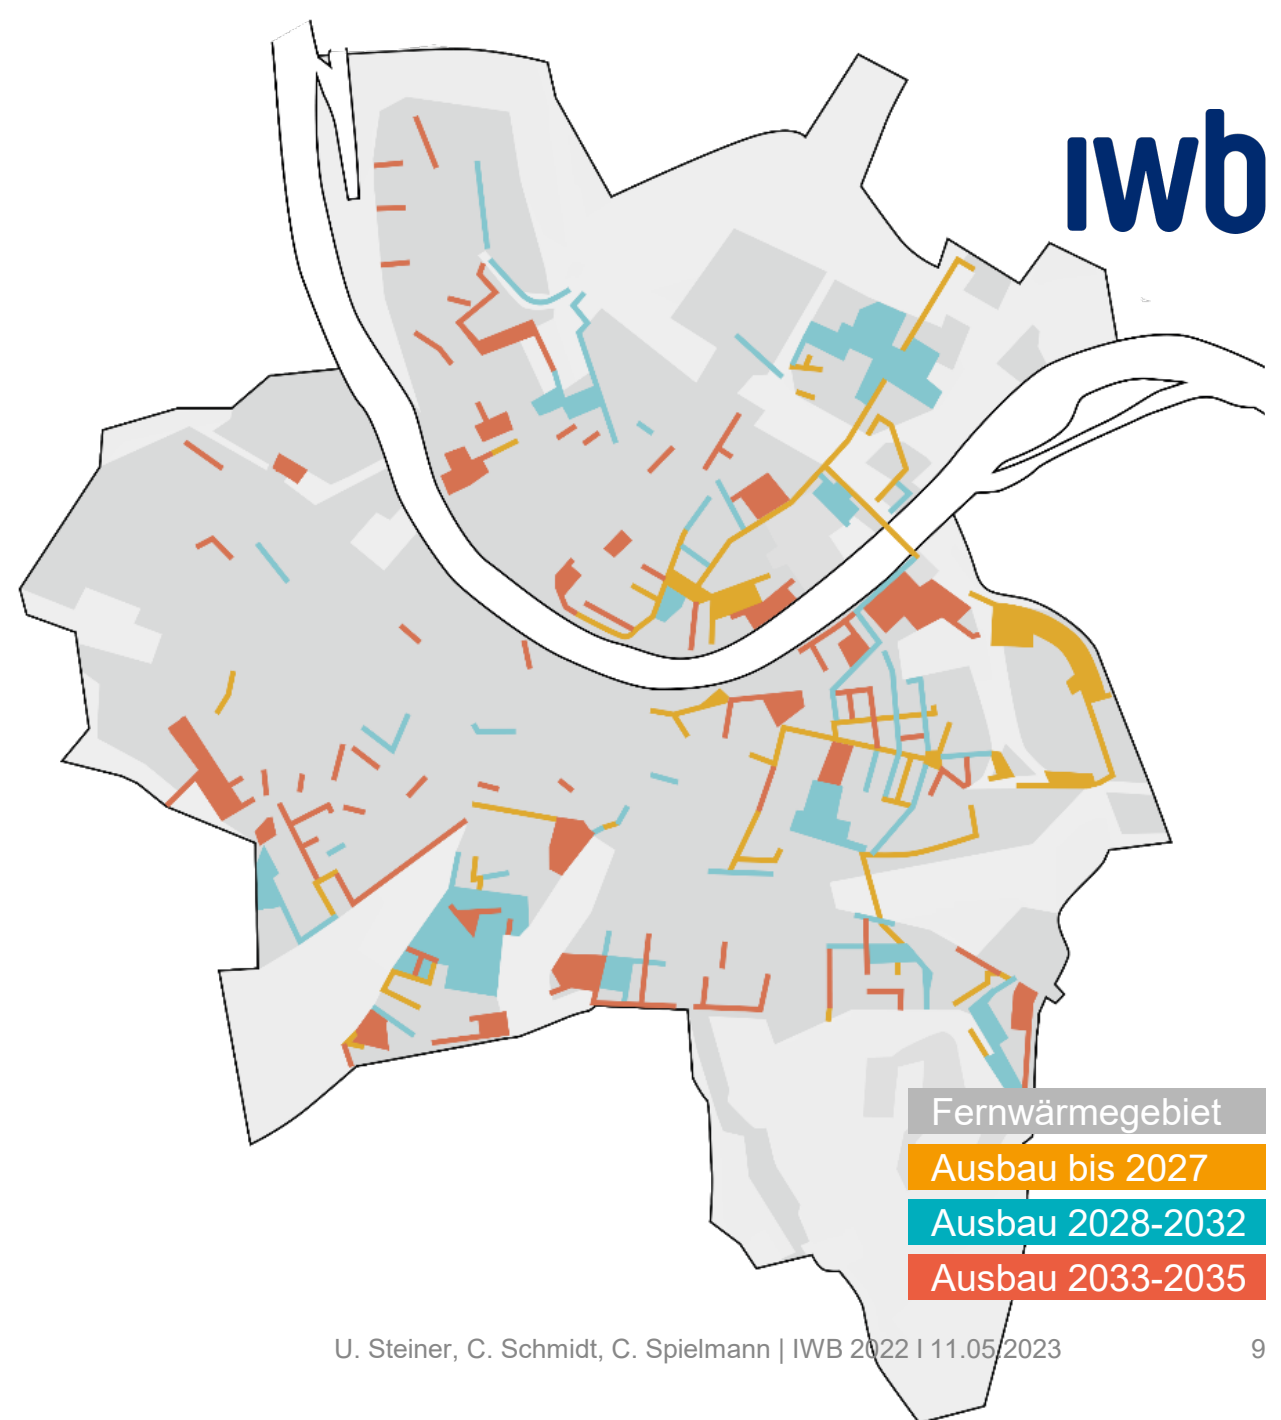 iwb
Fernwärmegebiet
Ausbau bis 2027
Ausbau 2028-2032
Ausbau 2033-2035
U. Steiner, C. Schmidt, C. Spielmann | IWB 2022 I 11.05.2023
9